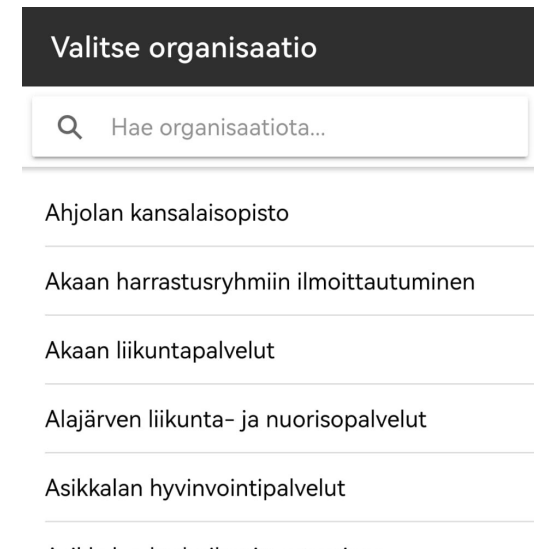 Valitse organisaatio
Hae organisaatiota...
Ahjolan kansalaisopisto
Akaan harrastusryhmiin ilmoittautuminen
Akaan liikuntapalvelut
Alajärven liikunta- ja nuorisopalvelut
Asikkalan hyvinvointipalvelut